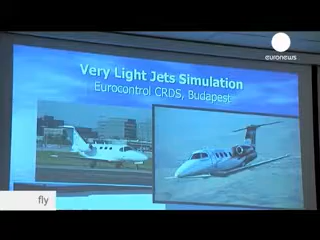 euronews
Very Light Jets Simulation
Eurocontrol CRDS, Budapest
fly